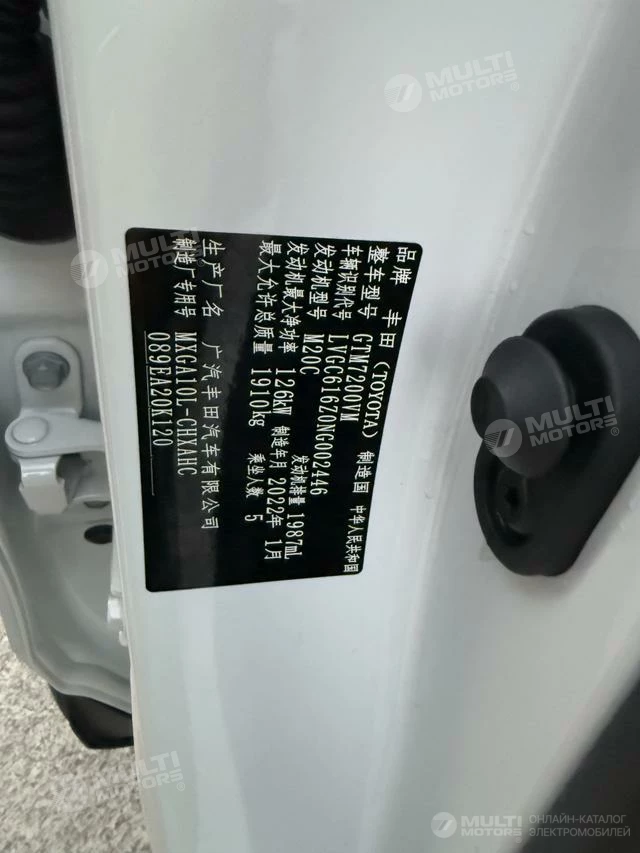 品牌 丰田 (TOYOTA) 制造国 中华人民共和国
整车型号 GTM7200VM
车辆识别代号 LVGC616Z0NG002446
发动机型号 M20C 发动机排量 1987mL
发动机最大净功率 126kW 制造年月 2022年 1月
最大允许总质量 1910kg 乘坐人数 5
生产厂名 广汽丰田汽车有限公司
制造厂专用号 MXGA10L-CHXAHC
089EA20K120
MULTI
MOTORS
MULTI
MOTORS
MULTI
MOTORS
MULTI
MOTORS
MULTI
MOTORS
ОНЛАЙН-КАТАЛОГ
ЭЛЕКТРОМОБИЛЕЙ